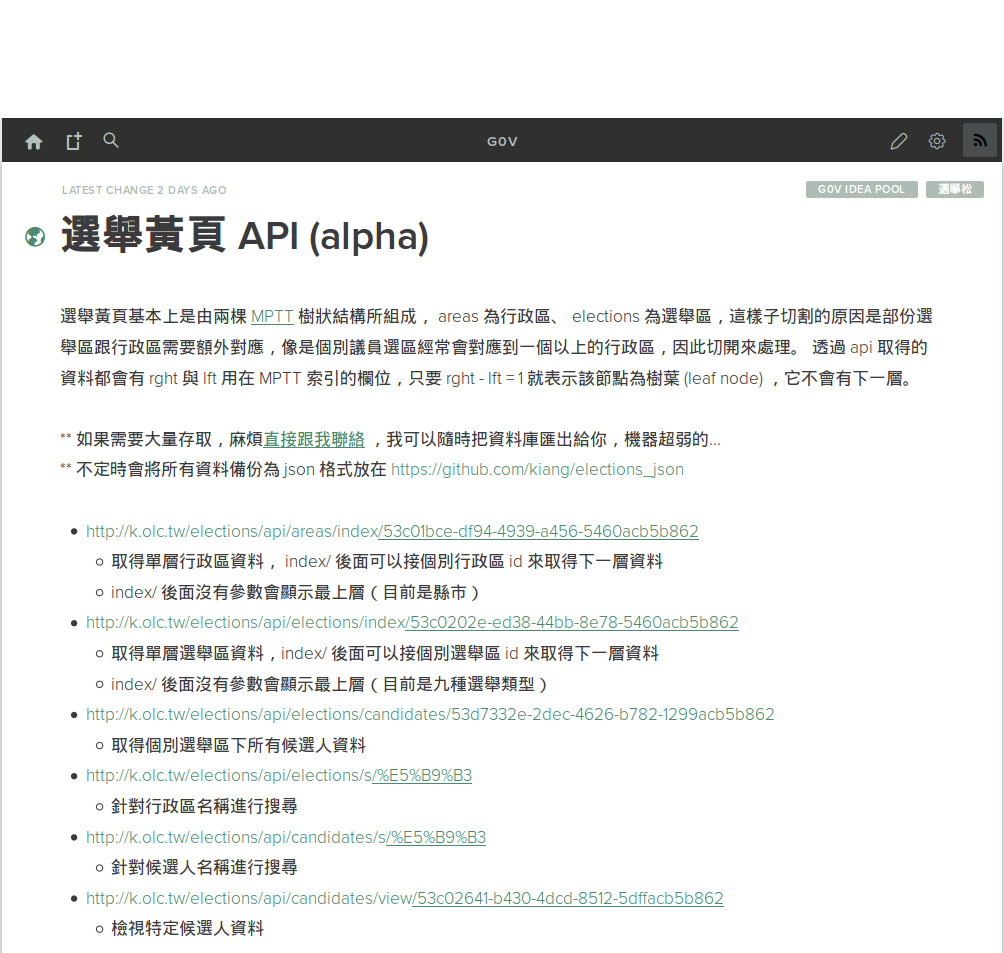 G0V
LATEST CHANGE 2 DAYS AGO
G0V IDEA POOL
選舉松
選舉黃頁 API (alpha)
選舉黃頁基本上是由兩棵 MPTT 樹狀結構所組成， areas 為行政區、 elections 為選舉區，這樣子切割的原因是部份選
舉區跟行政區需要額外對應，像是個別議員選區經常會對應到一個以上的行政區，因此切開來處理。 透過 api 取得的
資料都會有 rght 與 lft 用在 MPTT 索引的欄位，只要 rght - lft = 1 就表示該節點為樹葉 (leaf node) ，它不會有下一層。
** 如果需要大量存取，麻煩直接跟我聯絡 ，我可以隨時把資料庫匯出給你，機器超弱的...
** 不定時會將所有資料備份為 json 格式放在 https://github.com/kiang/elections_json
http://k.olc.tw/elections/api/areas/index/53c01bce-df94-4939-a456-5460acb5b862
取得單層行政區資料， index/ 後面可以接個別行政區 id 來取得下一層資料
index/ 後面沒有參數會顯示最上層（目前是縣市）
http://k.olc.tw/elections/api/elections/index/53c0202e-ed38-44bb-8e78-5460acb5b862
取得單層選舉區資料，index/ 後面可以接個別選舉區 id 來取得下一層資料
index/ 後面沒有參數會顯示最上層（目前是九種選舉類型）
http://k.olc.tw/elections/api/elections/candidates/53d7332e-2dec-4626-b782-1299acb5b862
取得個別選舉區下所有候選人資料
http://k.olc.tw/elections/api/elections/s/%E5%B9%B3
針對行政區名稱進行搜尋
http://k.olc.tw/elections/api/candidates/s/%E5%B9%B3
針對候選人名稱進行搜尋
http://k.olc.tw/elections/api/candidates/view/53c02641-b430-4dcd-8512-5dffacb5b862
檢視特定候選人資料